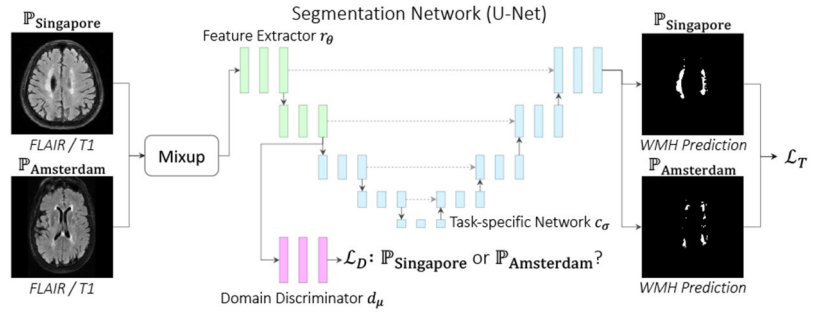 Segmentation Network (U-Net)
ℙSingapore
Feature Extractor rθ
ℙSingapore
FLAIR / T1
WMH Prediction
Mixup
ℙAmsterdam
ℙAmsterdam
ℒT
Task-specific Network cσ
ℒD: ℙSingapore or ℙAmsterdam?
FLAIR / T1
Domain Discriminator dμ
WMH Prediction